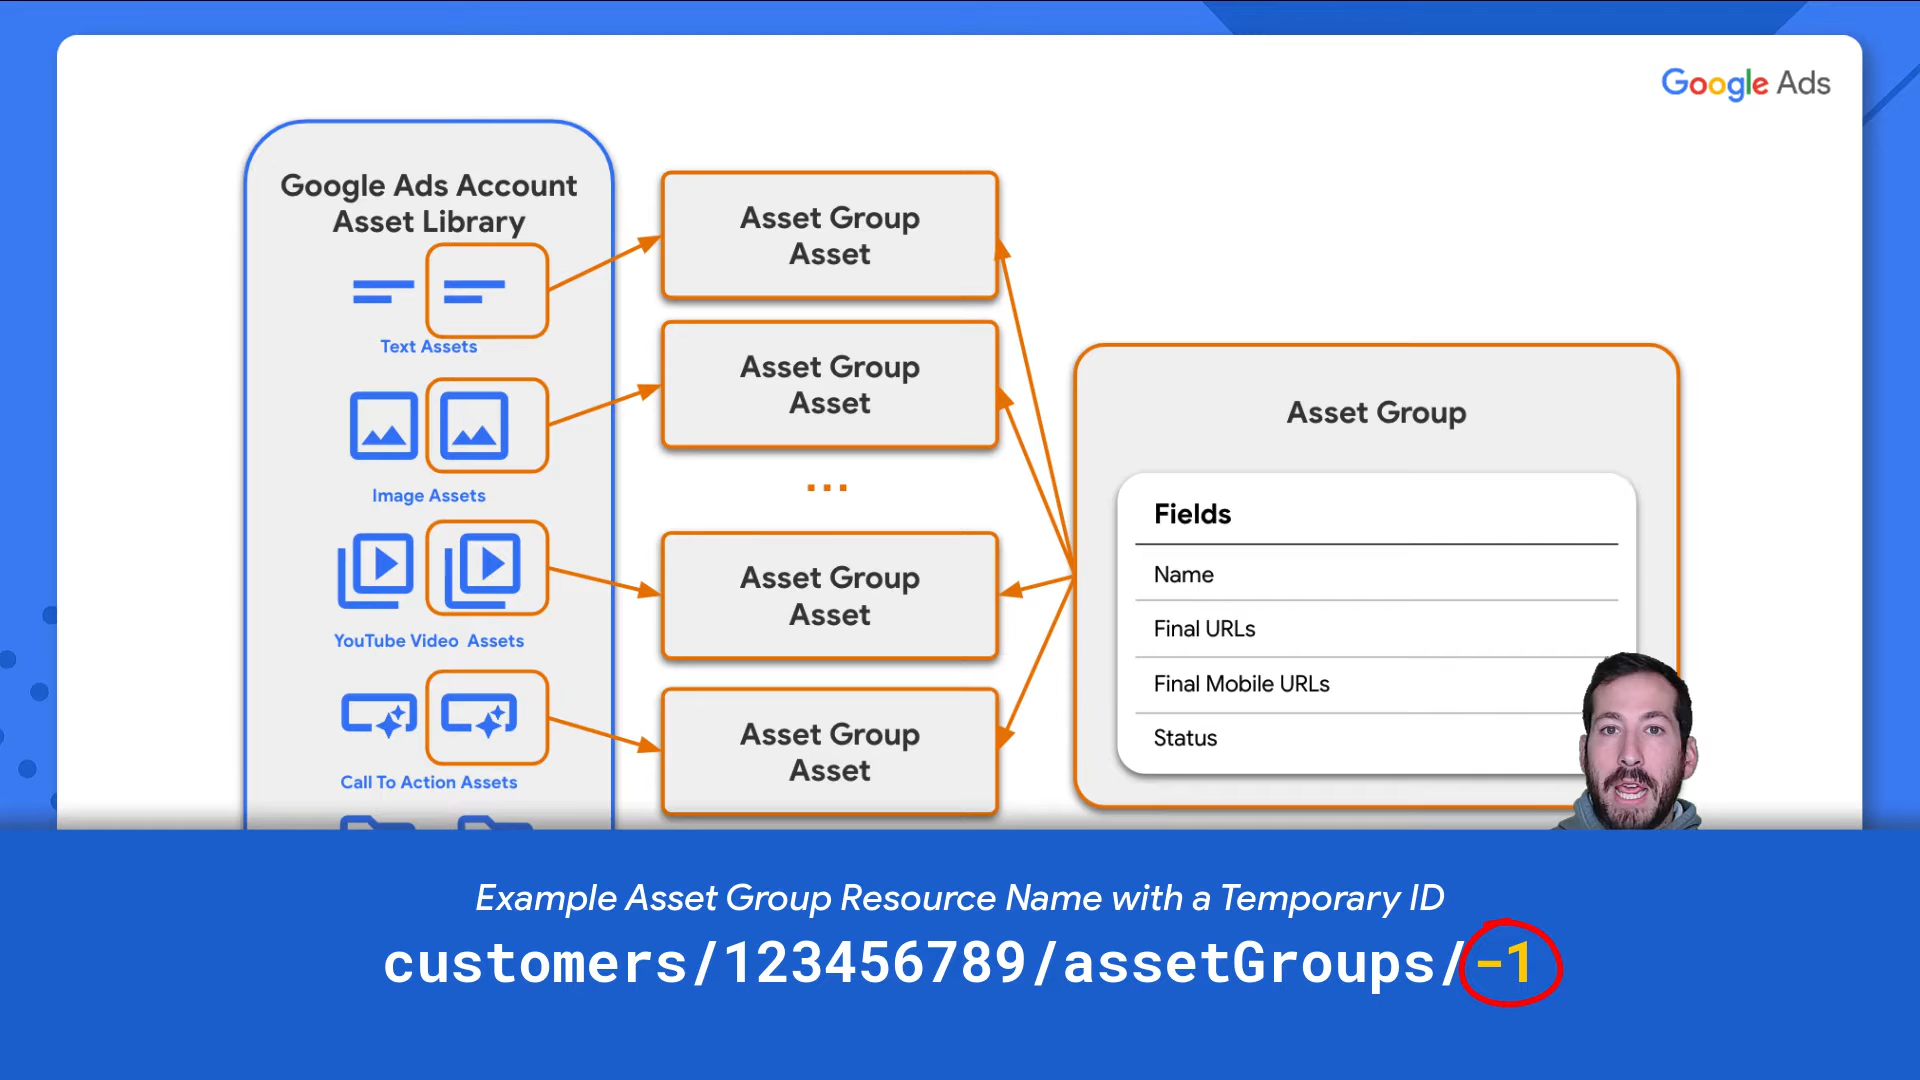 Google Ads
Google Ads Account
Asset Library
Text Assets
Image Assets
YouTube Video Assets
Call To Action Assets
Asset Group
Asset
Asset Group
Asset
...
Asset Group
Asset
Asset Group
Asset
Asset Group
Fields
Name
Final URLs
Final Mobile URLs
Status
Example Asset Group Resource Name with a Temporary ID
customers/123456789/assetGroups/-1